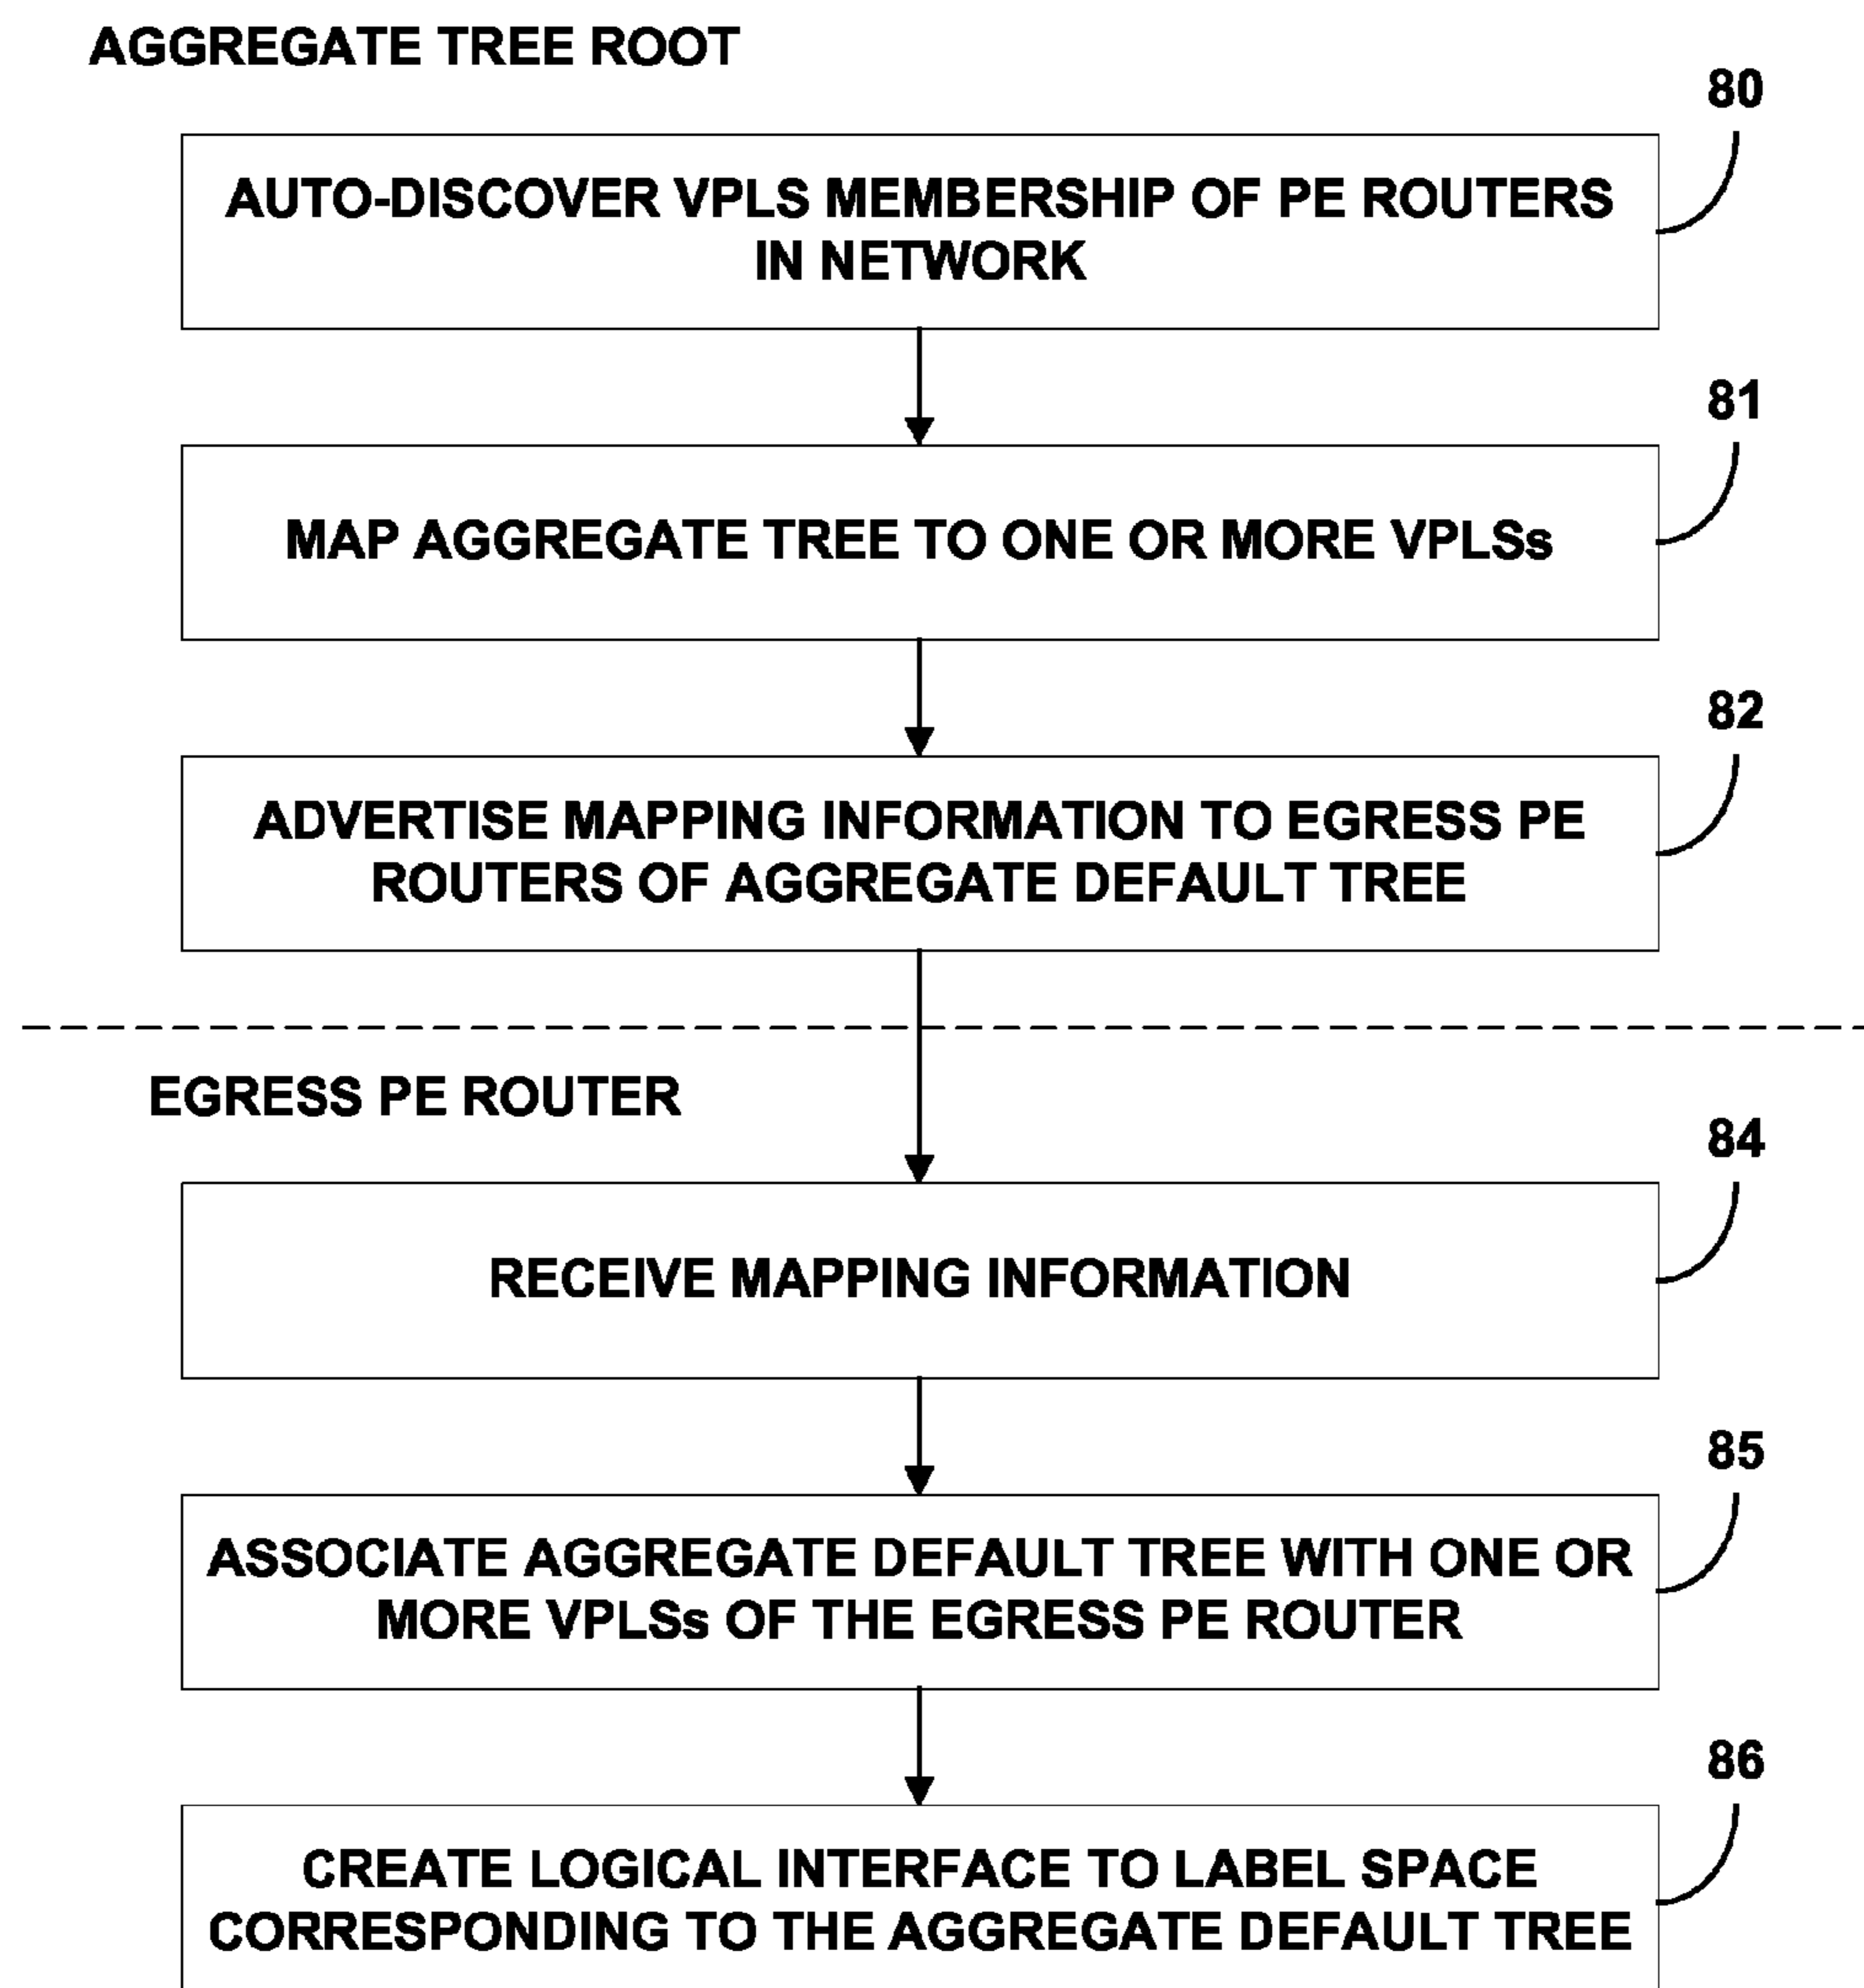 AGGREGATE TREE ROOT
80
AUTO-DISCOVER VPLS MEMBERSHIP OF PE ROUTERS
IN NETWORK
81
MAP AGGREGATE TREE TO ONE OR MORE VPLSs
82
ADVERTISE MAPPING INFORMATION TO EGRESS PE
ROUTERS OF AGGREGATE DEFAULT TREE
EGRESS PE ROUTER
84
RECEIVE MAPPING INFORMATION
85
ASSOCIATE AGGREGATE DEFAULT TREE WITH ONE OR
MORE VPLSs OF THE EGRESS PE ROUTER
86
CREATE LOGICAL INTERFACE TO LABEL SPACE
CORRESPONDING TO THE AGGREGATE DEFAULT TREE